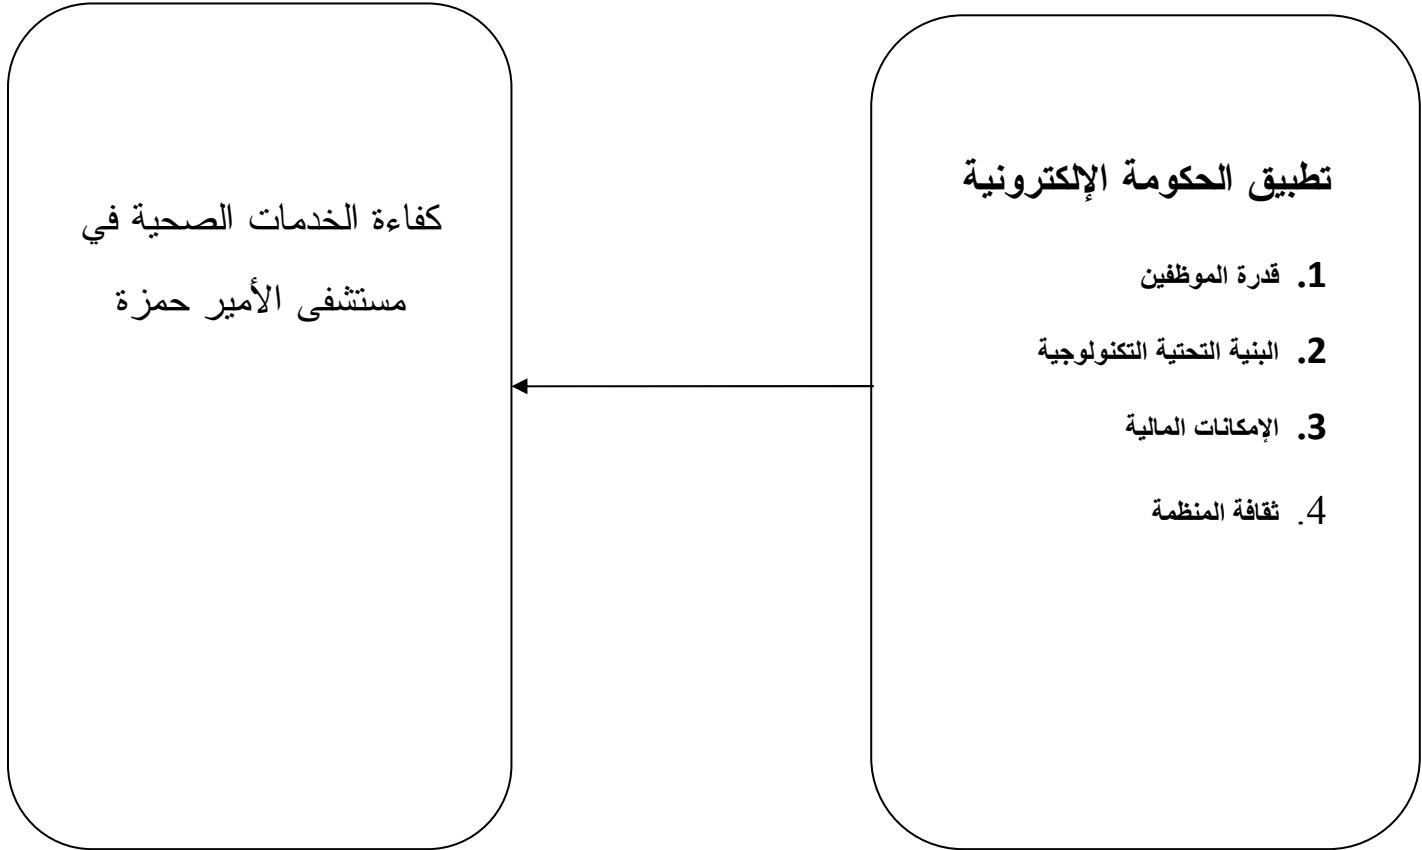 تطبيق الحكومة الإلكترونية
1. قدرة الموظفين
2. البنية التحتية التكنولوجية
3. الإمكانات المالية
4. ثقافة المنظمة
كفاءة الخدمات الصحية في
مستشفى الأمير حمزة